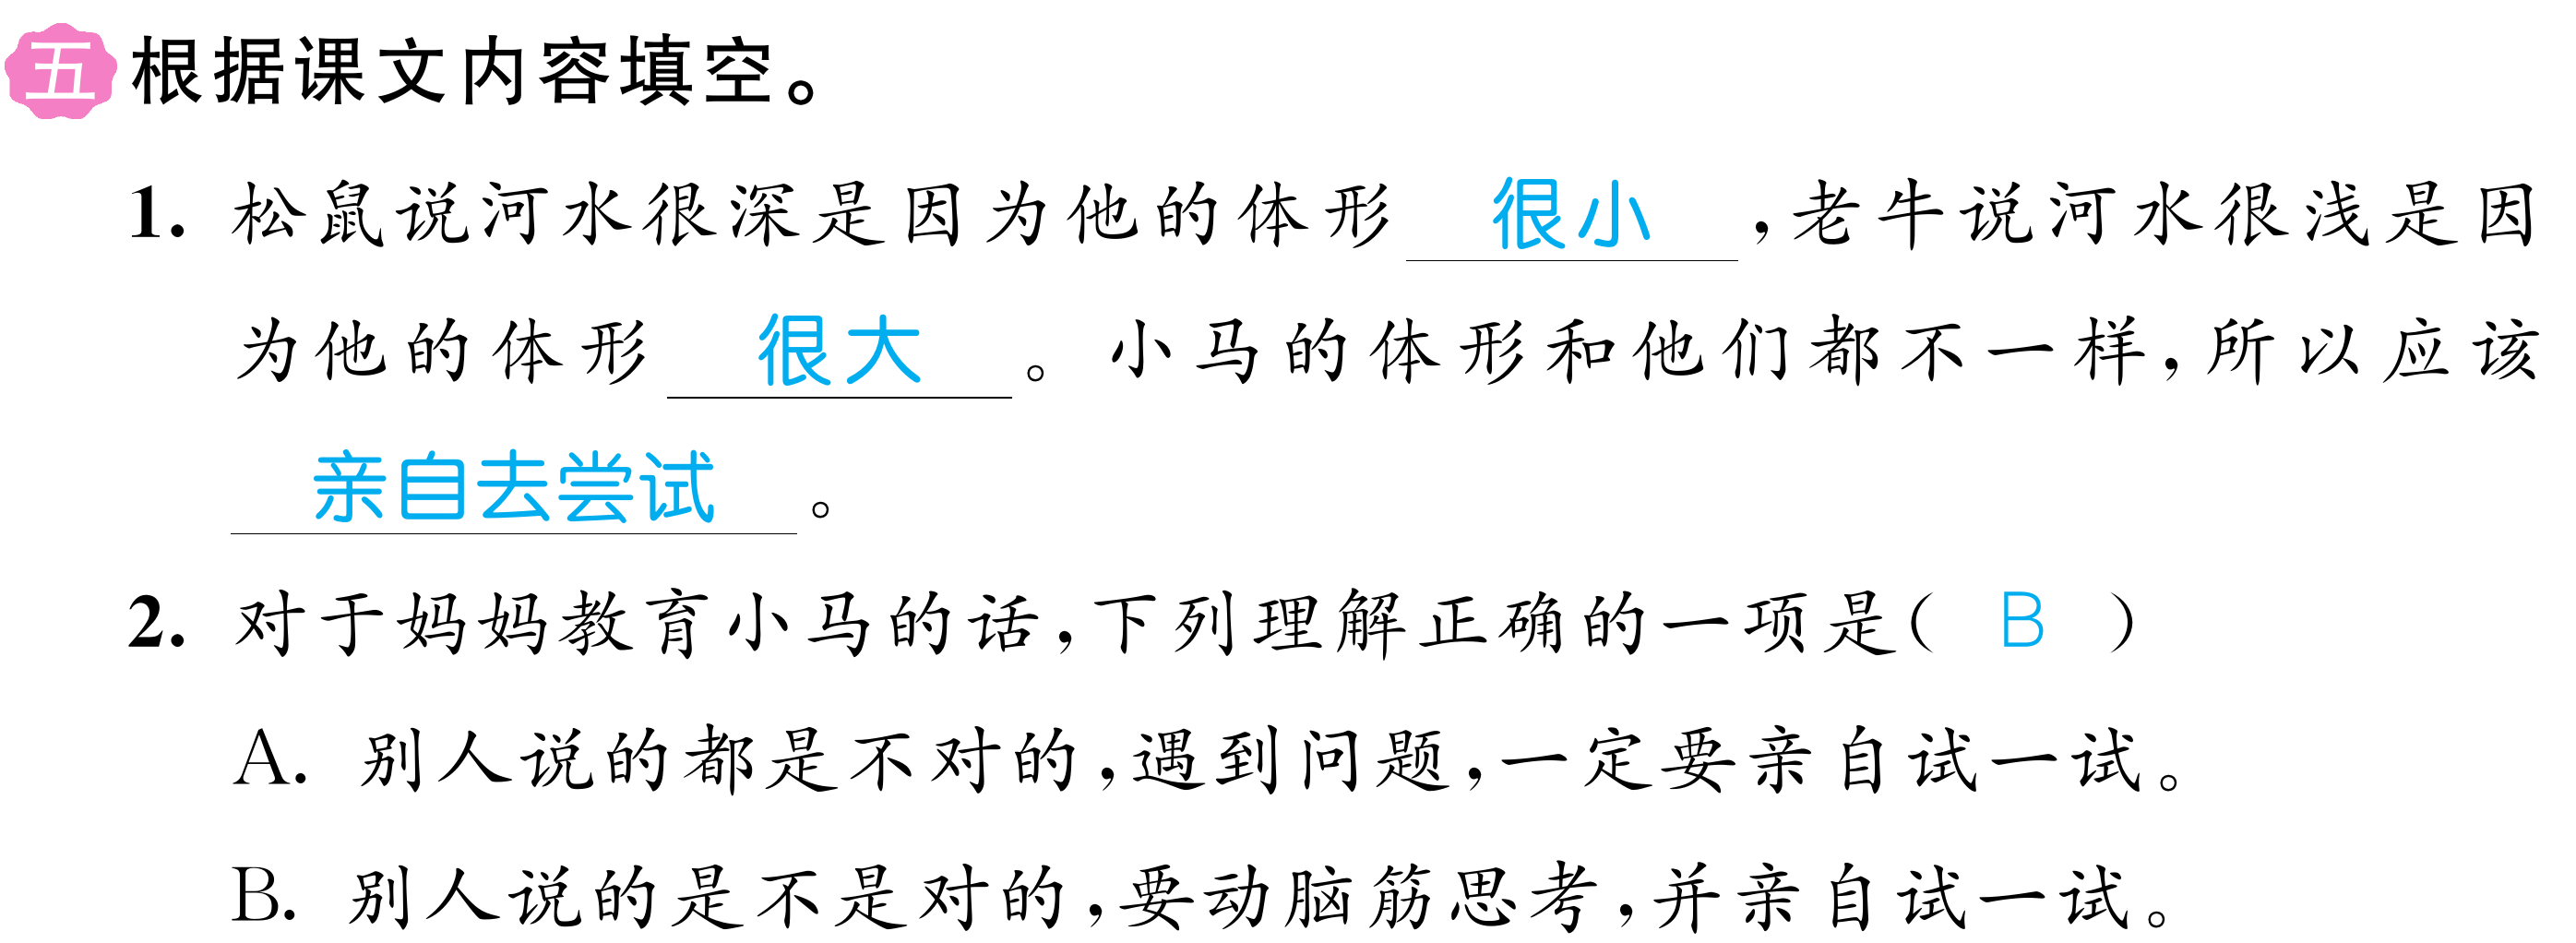 五 根据课文内容填空。
1. 松鼠说河水很深是因为他的体形 很小 ,老牛说河水很浅是因
为他的体形 很大 。小马的体形和他们都不一样,所以应该
亲自去尝试 。
2. 对于妈妈教育小马的话,下列理解正确的一项是( B )
A. 别人说的都是不对的,遇到问题,一定要亲自试一试。
B. 别人说的是不是对的,要动脑筋思考,并亲自试一试。